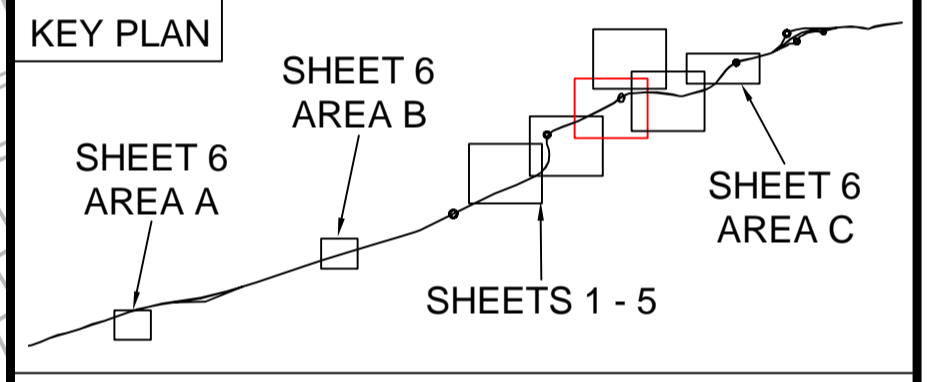 KEY PLAN
SHEET 6
AREA B
SHEET 6
AREA A
SHEET 6
AREA C
SHEETS 1 - 5